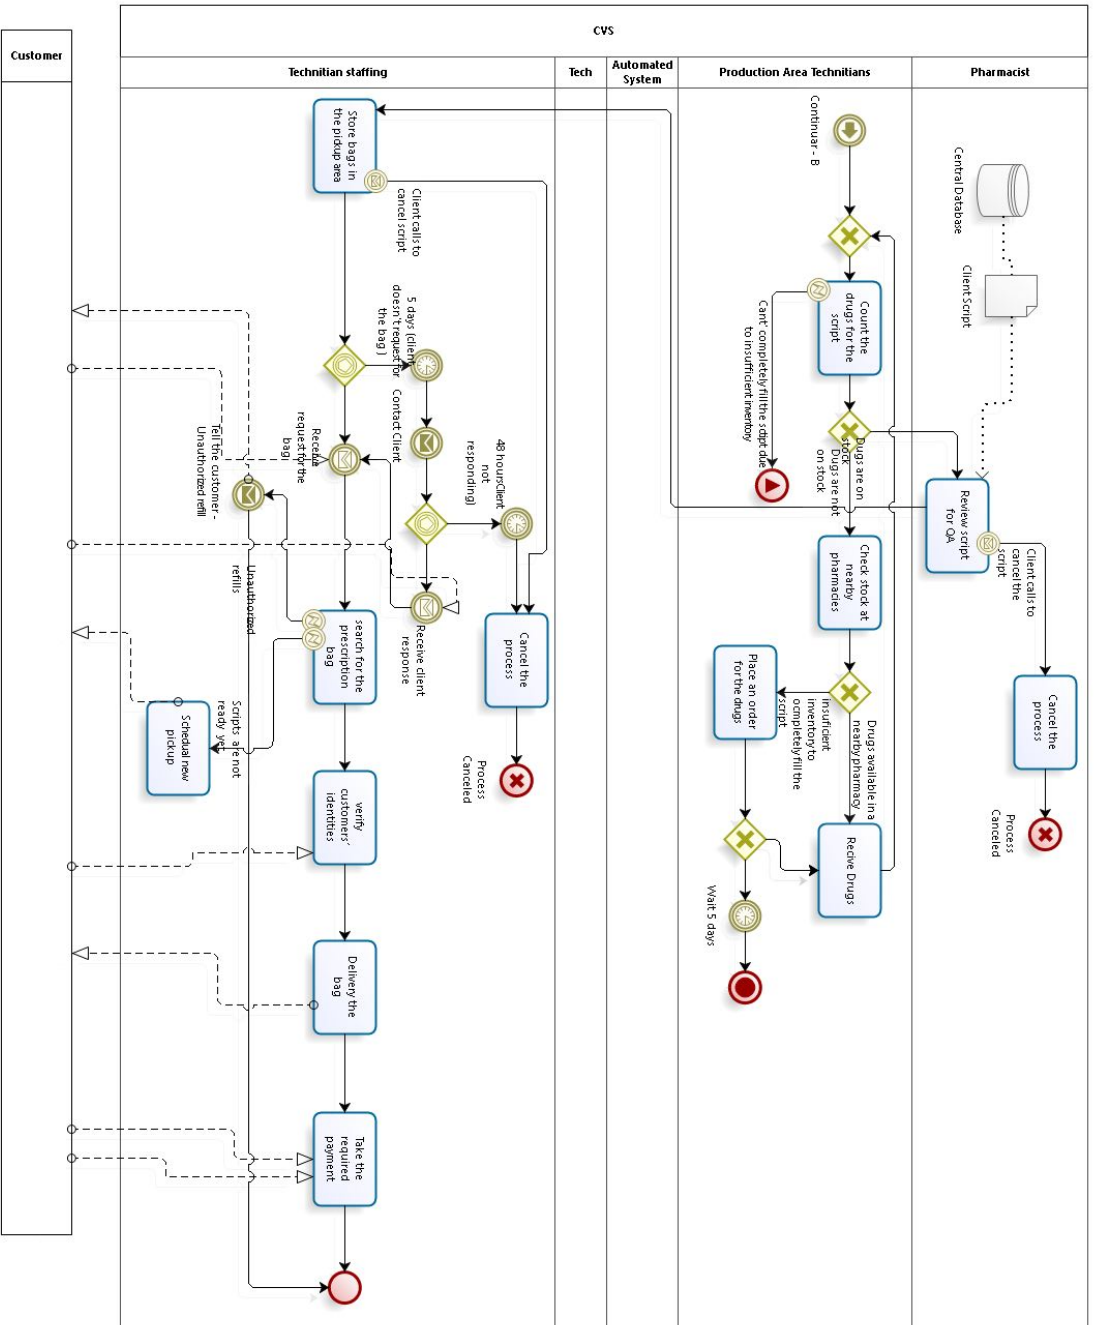 CVS
Customer
Technitian staffing
Tech
Automated
System
Production Area Technitians
Pharmacist
Store bags in
the pickup area
Client calls to
cancel script
Continuar - B
Central Database
Client Script
Count the
drugs for the
script
Cant' completely fill the sctipt due
to insufficient inventory
5 days (client
doesn't request for
the bag )
Contact Client
48 hoursClient
not
responding)
Receive
request for the
bag
Tell the customer -
Unauthorized refill
Dugs are on
stock
Dugs are not
on stock
Review script
for QA
Client calls to
cancel the
script
Check stock at
nearby
pharmacies
Unauthorized
refills
search for the
prescription
bag
Receive client
response
Cancel the
process
Place an order
for the drugs
insuficient
inventory to
ocmpletely fill the
script
Drugs available in a
nearby pharmacy
Cancel the
process
Schedual new
pickup
Scripts are not
ready yet
Process
Canceled
Process
Canceled
verify
customers'
identities
Recive Drugs
Wait 5 days
Delivery the
bag
Take the
required
payment